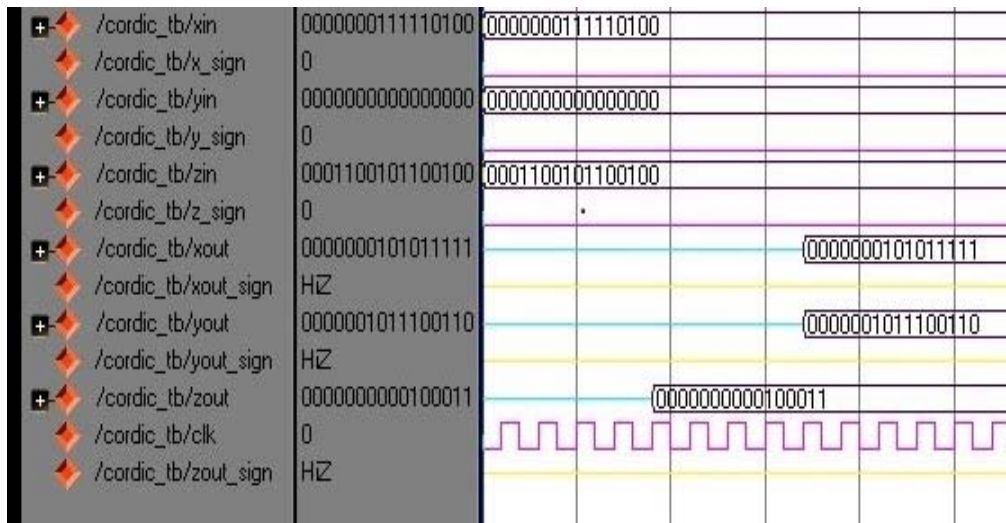 /cordic_tb/xin 0000000111110100 0000000111110100
/cordic_tb/x_sign 0
/cordic_tb/yin 0000000000000000 0000000000000000
/cordic_tb/y_sign 0
/cordic_tb/zin 0001100101100100 0001100101100100
/cordic_tb/z_sign 0
/cordic_tb/xout 0000000101011111 0000000101011111
/cordic_tb/xout_sign HiZ
/cordic_tb/yout 0000001011100110 0000001011100110
/cordic_tb/yout_sign HiZ
/cordic_tb/zout 0000000000100011 0000000000100011
/cordic_tb/clk 0
/cordic_tb/zout_sign HiZ